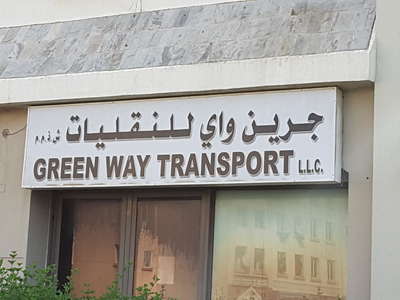 جرين واي للنقليات ش.ذ.م.م
GREEN WAY TRANSPORT L.L.C.